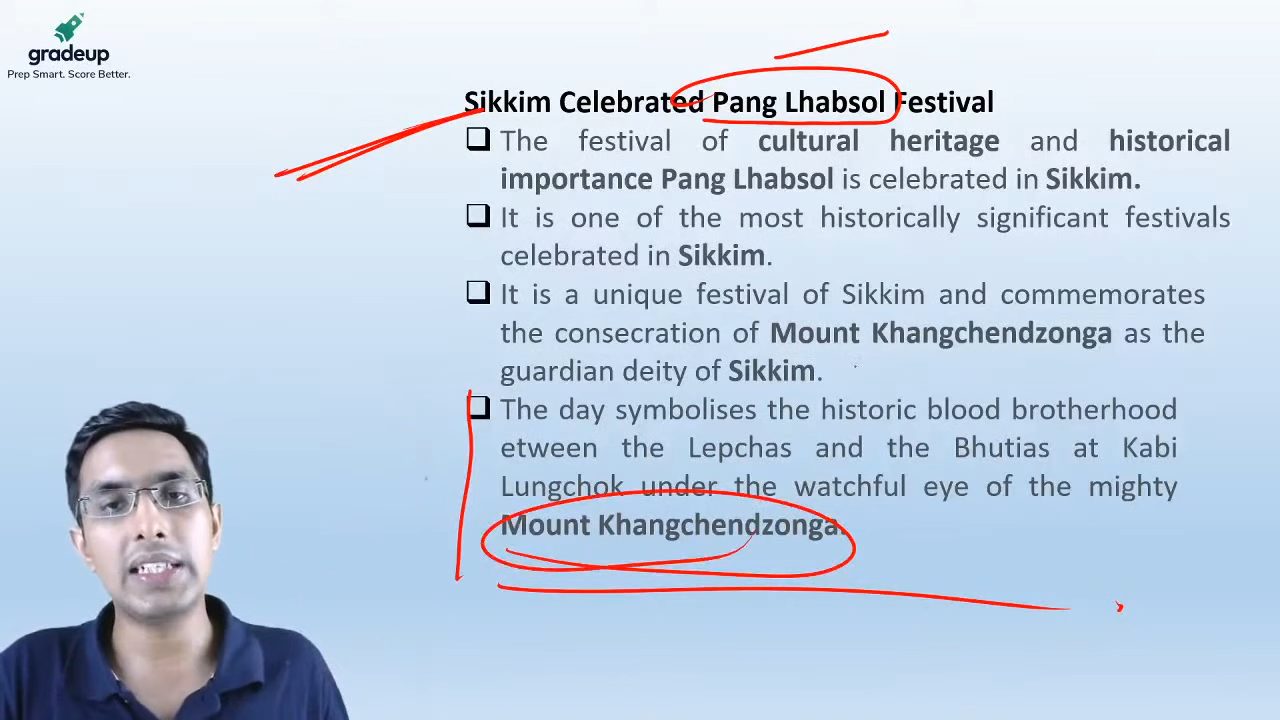 gradeup
Prep Smart. Score Better.
Sikkim Celebrated Pang Lhabsol Festival
The festival of cultural heritage and historical
importance Pang Lhabsol is celebrated in Sikkim.
It is one of the most historically significant festivals
celebrated in Sikkim.
It is a unique festival of Sikkim and commemorates
the consecration of Mount Khangchendzonga as the
guardian deity of Sikkim.
The day symbolises the historic blood brotherhood
etween the Lepchas and the Bhutias at Kabi
Lungchok under the watchful eye of the mighty
Mount Khangchendzonga.